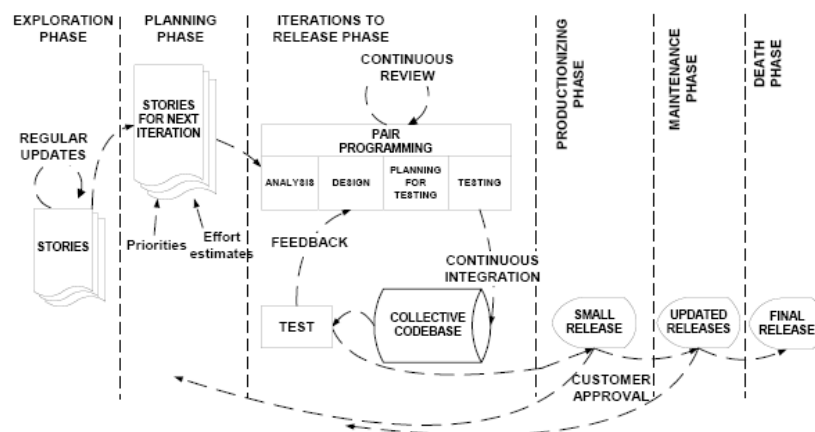 EXPLORATION
PHASE
PLANNING
PHASE
ITERATIONS TO
RELEASE PHASE
PRODUCTIONIZING
PHASE
MAINTENANCE
PHASE
DEATH
PHASE
CONTINUOUS
REVIEW
STORIES
FOR NEXT
ITERATION
REGULAR
UPDATES
PAIR
PROGRAMMING
ANALYSIS
DESIGN
PLANNING
FOR
TESTING
TESTING
STORIES
Priorities
Effort
estimates
FEEDBACK
CONTINUOUS
INTEGRATION
TEST
COLLECTIVE
CODEBASE
SMALL
RELEASE
UPDATED
RELEASES
FINAL
RELEASE
CUSTOMER
APPROVAL